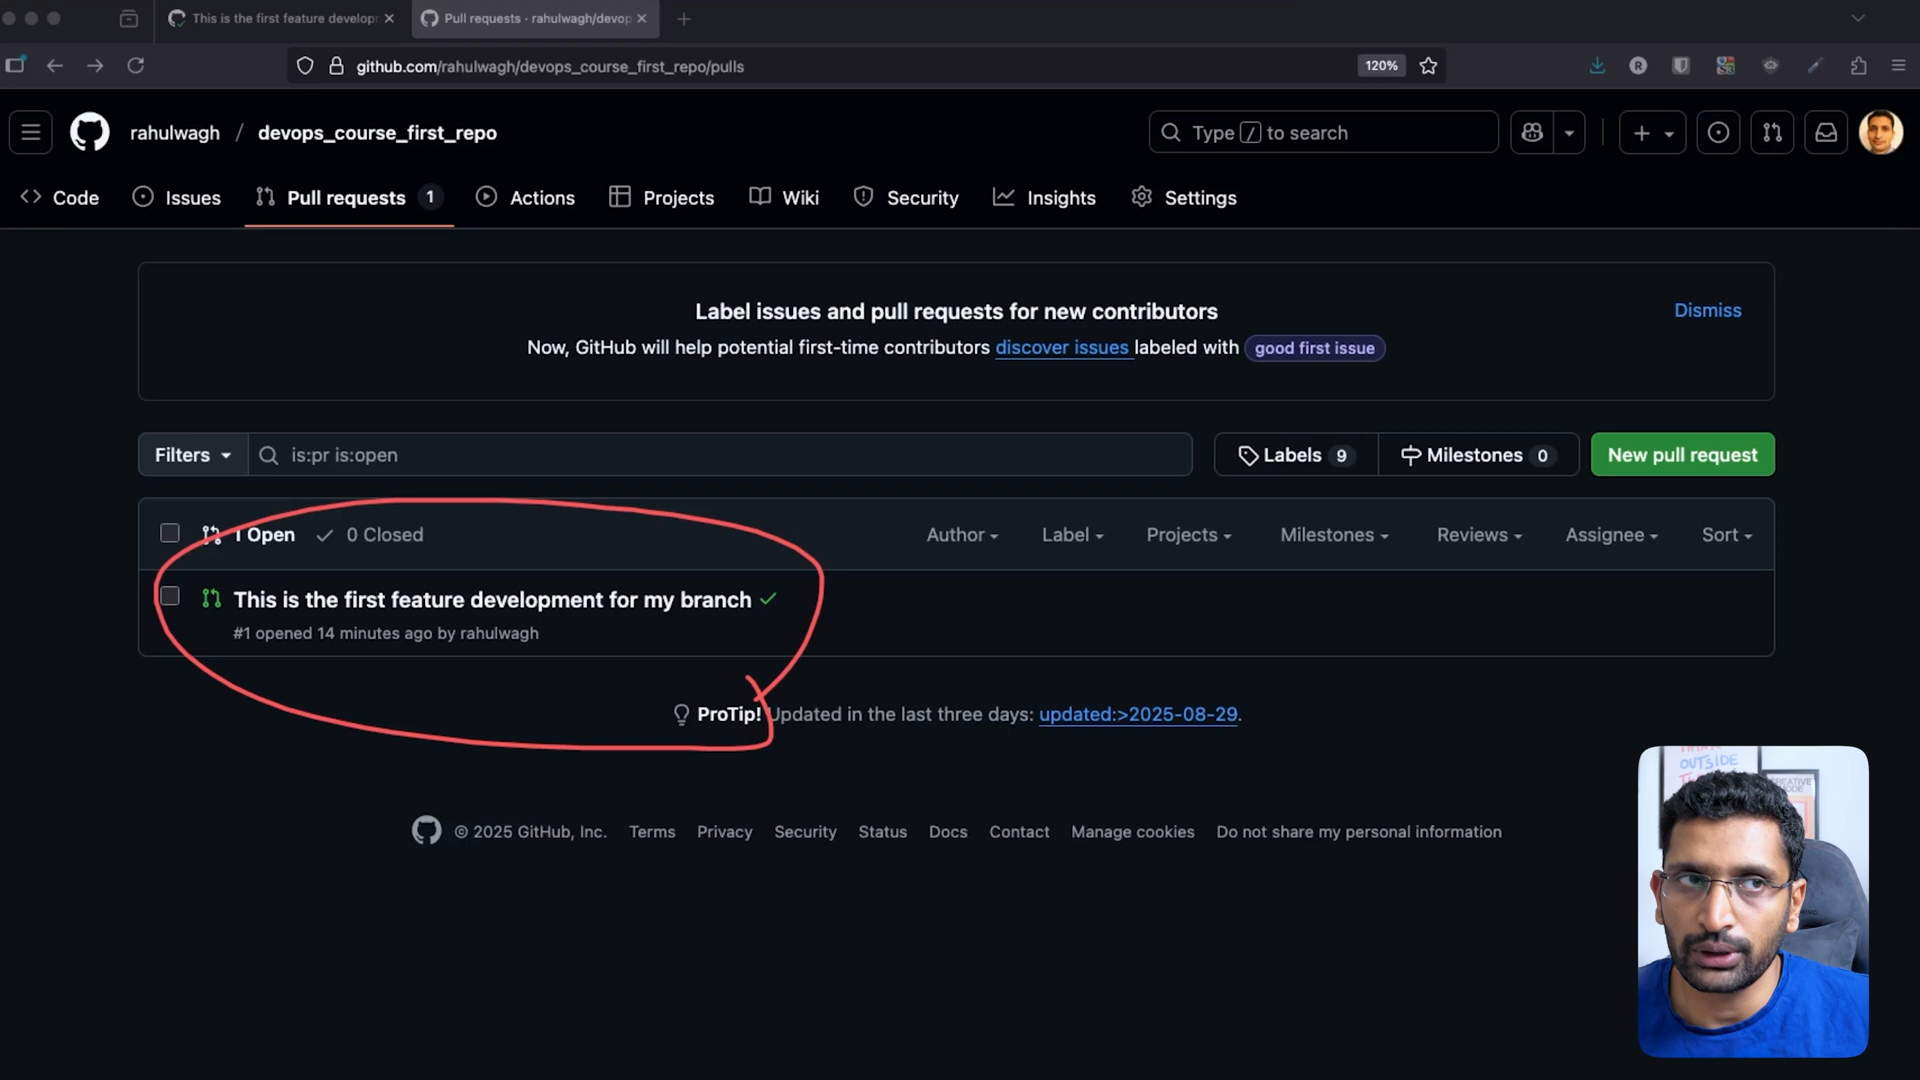 This is the first feature develop
Pull requests · rahulwagh/devop
github.com/rahulwagh/devops_course_first_repo/pulls
120%
R
rahulwagh / devops_course_first_repo
Type / to search
Code
Issues
Pull requests 1
Actions
Projects
Wiki
Security
Insights
Settings
Label issues and pull requests for new contributors
Dismiss
Now, GitHub will help potential first-time contributors discover issues labeled with good first issue
Filters
is:pr is:open
Labels 9
Milestones 0
New pull request
1 Open
0 Closed
Author
Label
Projects
Milestones
Reviews
Assignee
Sort
This is the first feature development for my branch
#1 opened 14 minutes ago by rahulwagh
ProTip! Updated in the last three days: updated:>2025-08-29.
OUTSIDE
© 2025 GitHub, Inc.
Terms
Privacy
Security
Status
Docs
Contact
Manage cookies
Do not share my personal information